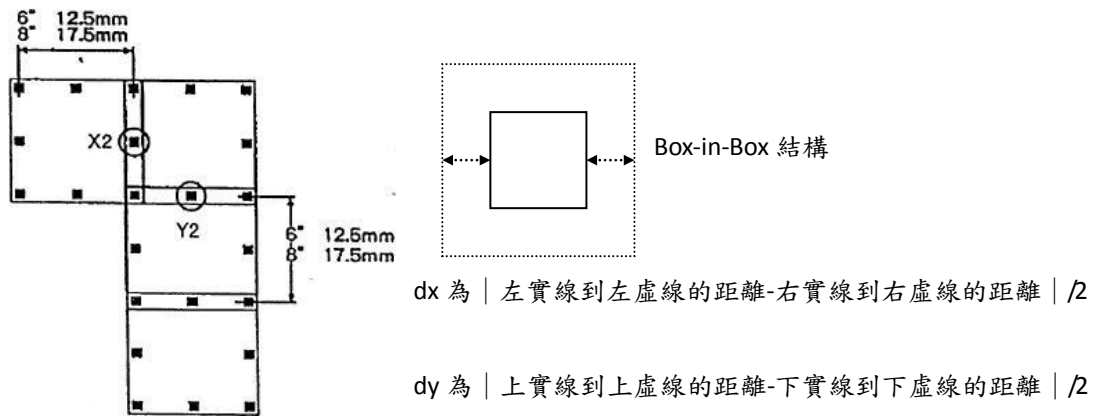 6" 12.5mm
8" 17.5mm
X2
Y2
6" 12.5mm
8" 17.5mm
Box-in-Box 結構
dx 為｜左實線到左虛線的距離-右實線到右虛線的距離｜/2
dy 為｜上實線到上虛線的距離-下實線到下虛線的距離｜/2